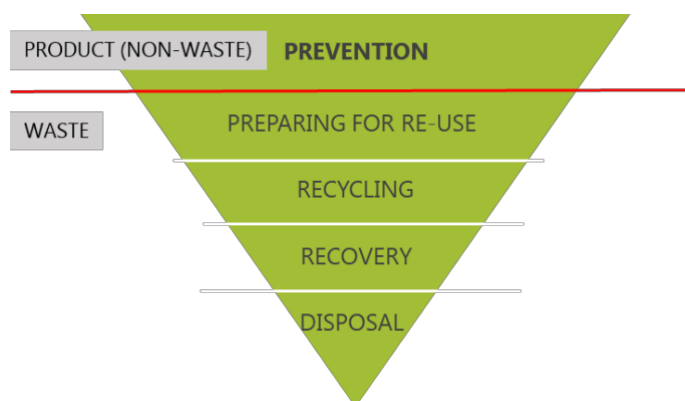 PRODUCT (NON-WASTE)
PREVENTION
WASTE
PREPARING FOR RE-USE
RECYCLING
RECOVERY
DISPOSAL